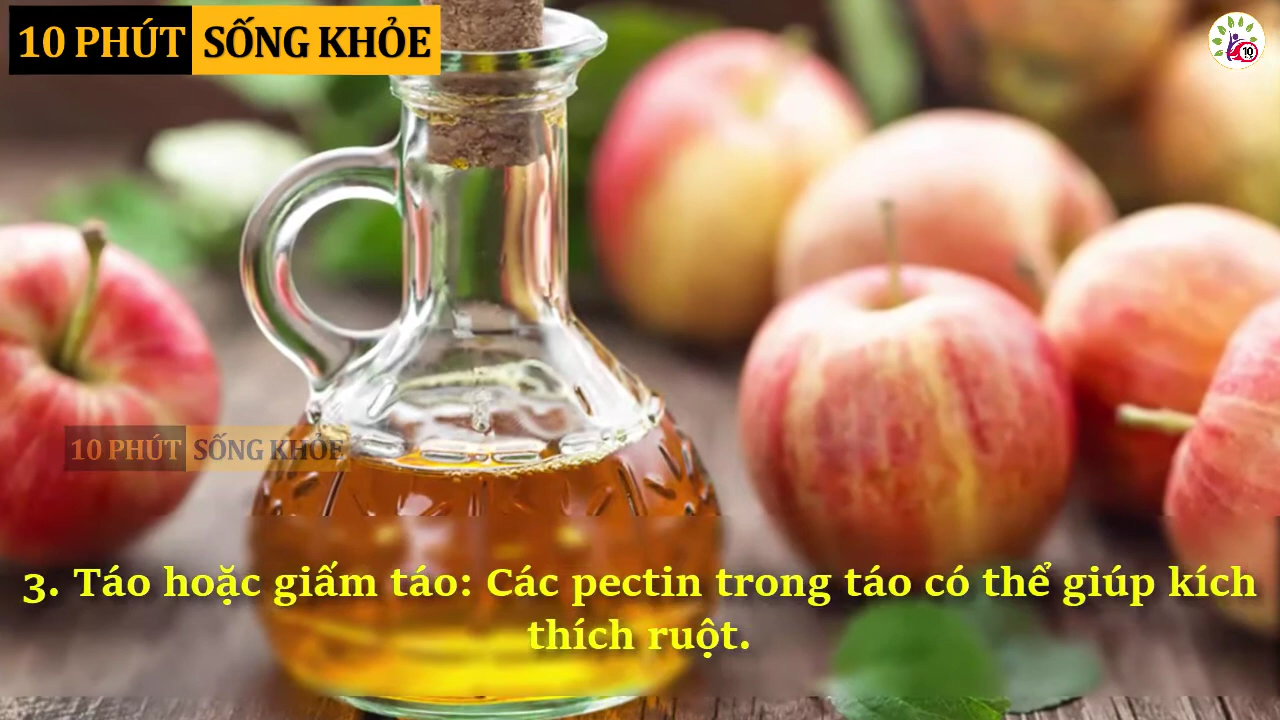 10 PHÚT SỐNG KHỎE
10
10 PHÚT SỐNG KHỎE
3. Táo hoặc giấm táo: Các pectin trong táo có thể giúp kích
thích ruột.